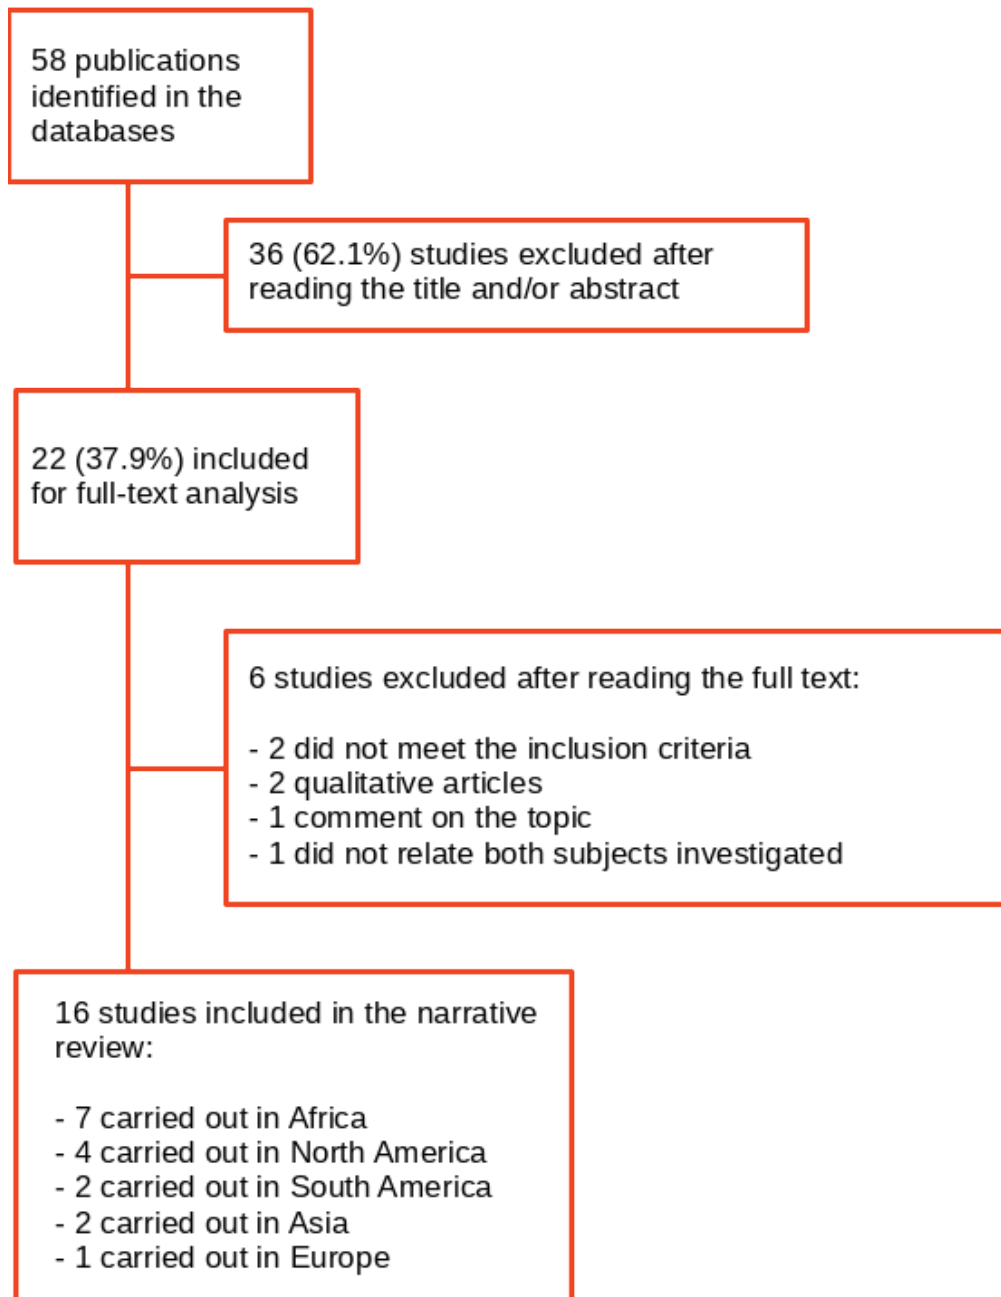 58 publications
identified in the
databases
36 (62.1%) studies excluded after
reading the title and/or abstract
22 (37.9%) included
for full-text analysis
6 studies excluded after reading the full text:
- 2 did not meet the inclusion criteria
- 2 qualitative articles
- 1 comment on the topic
- 1 did not relate both subjects investigated
16 studies included in the narrative
review:
- 7 carried out in Africa
- 4 carried out in North America
- 2 carried out in South America
- 2 carried out in Asia
- 1 carried out in Europe